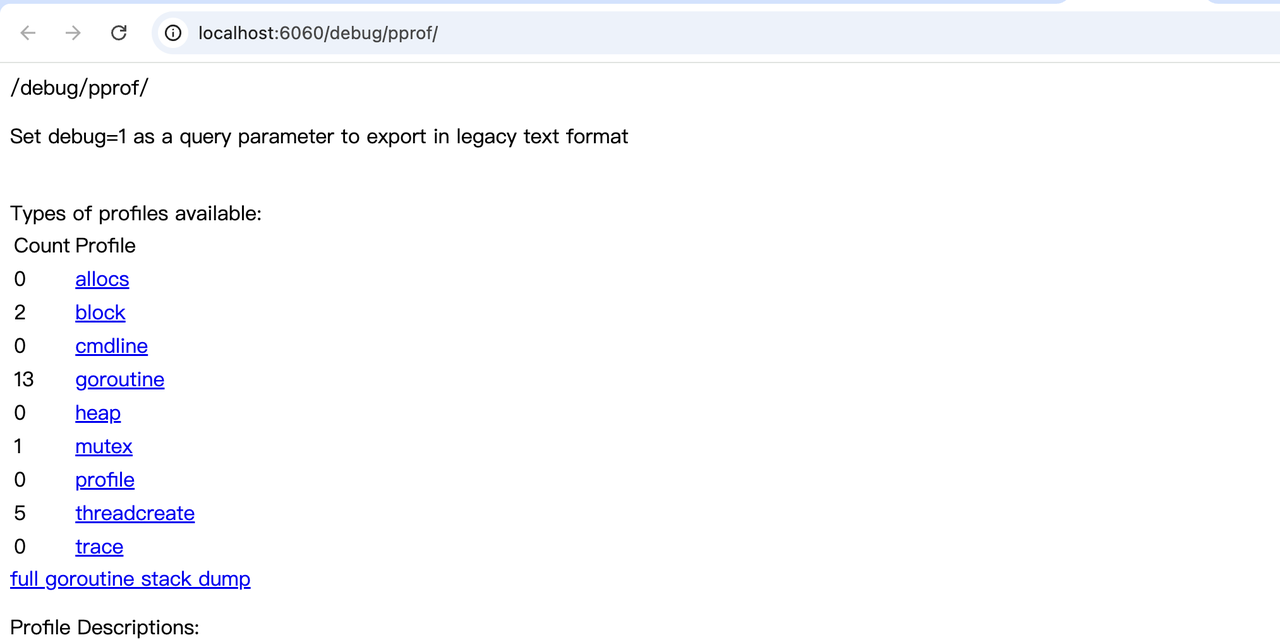 localhost:6060/debug/pprof/
/debug/pprof/
Set debug=1 as a query parameter to export in legacy text format
Types of profiles available:
Count Profile
0 allocs
2 block
0 cmdline
13 goroutine
0 heap
1 mutex
0 profile
5 threadcreate
0 trace
full goroutine stack dump
Profile Descriptions: